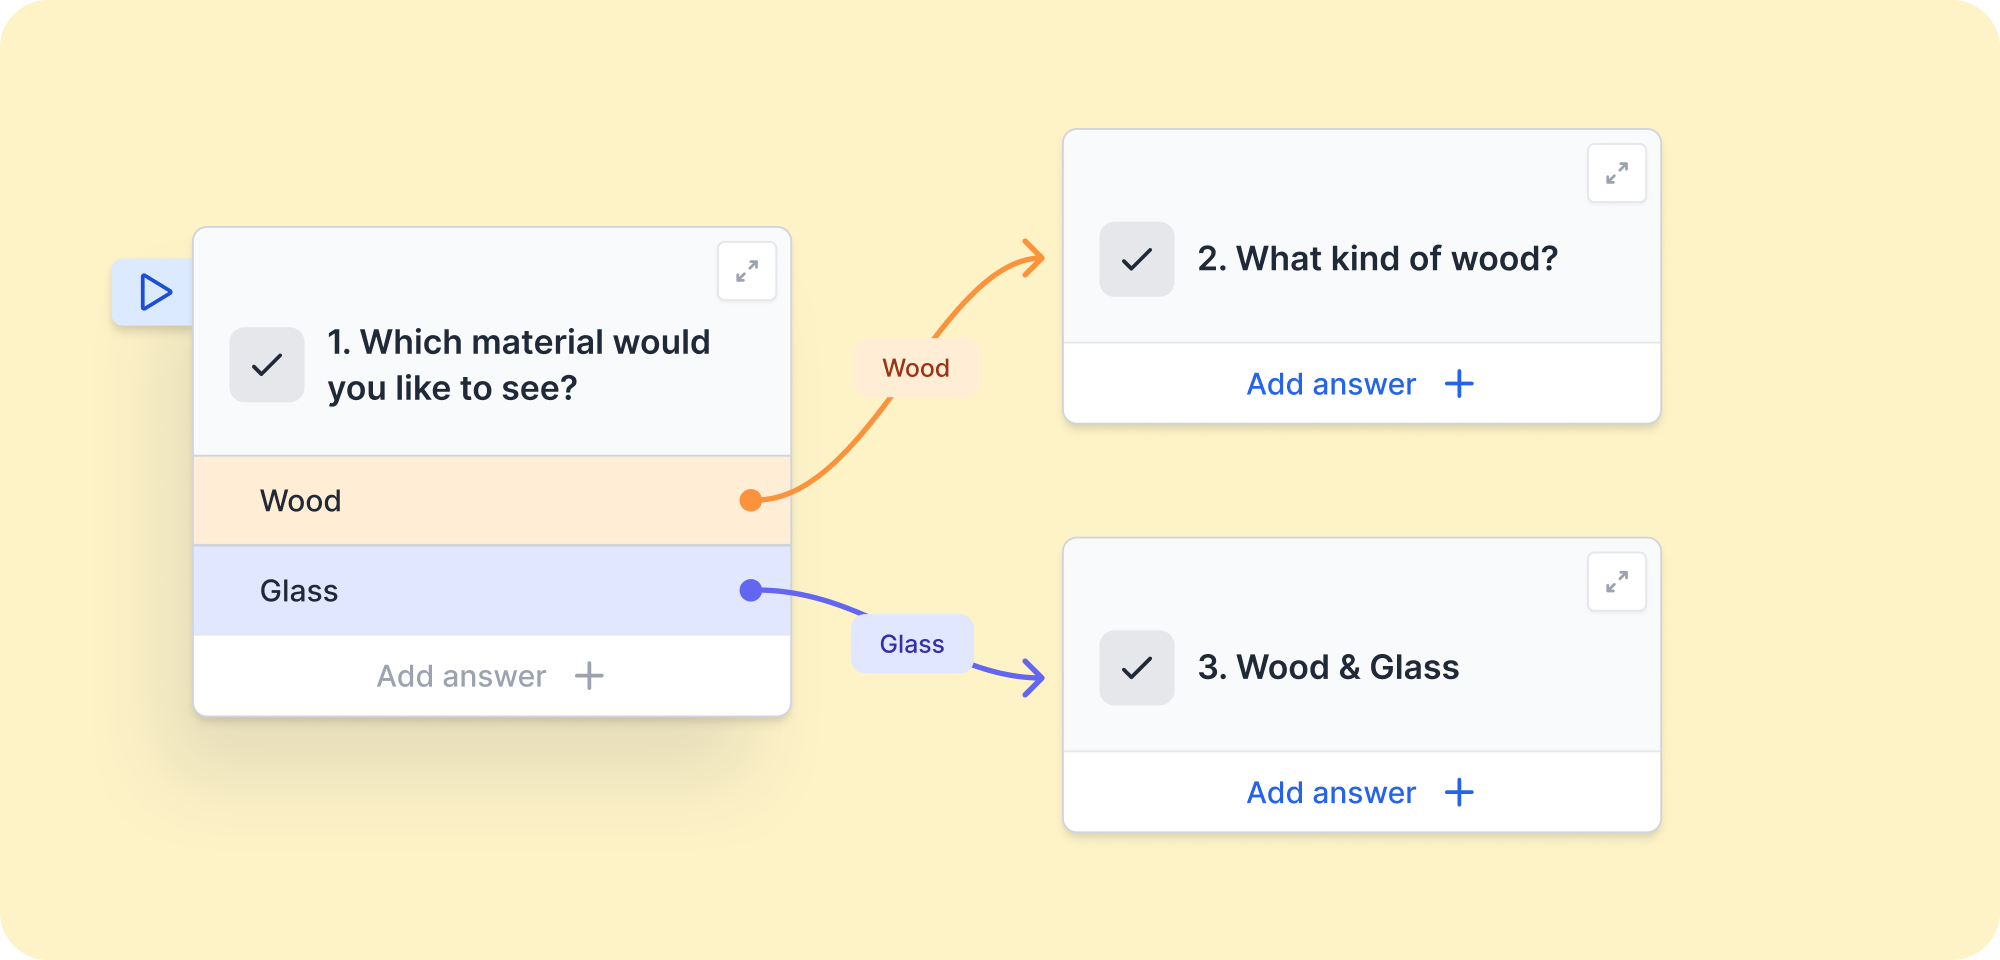 1. Which material would
you like to see?
Wood
Glass
Add answer
Wood
Glass
2. What kind of wood?
Add answer
3. Wood & Glass
Add answer